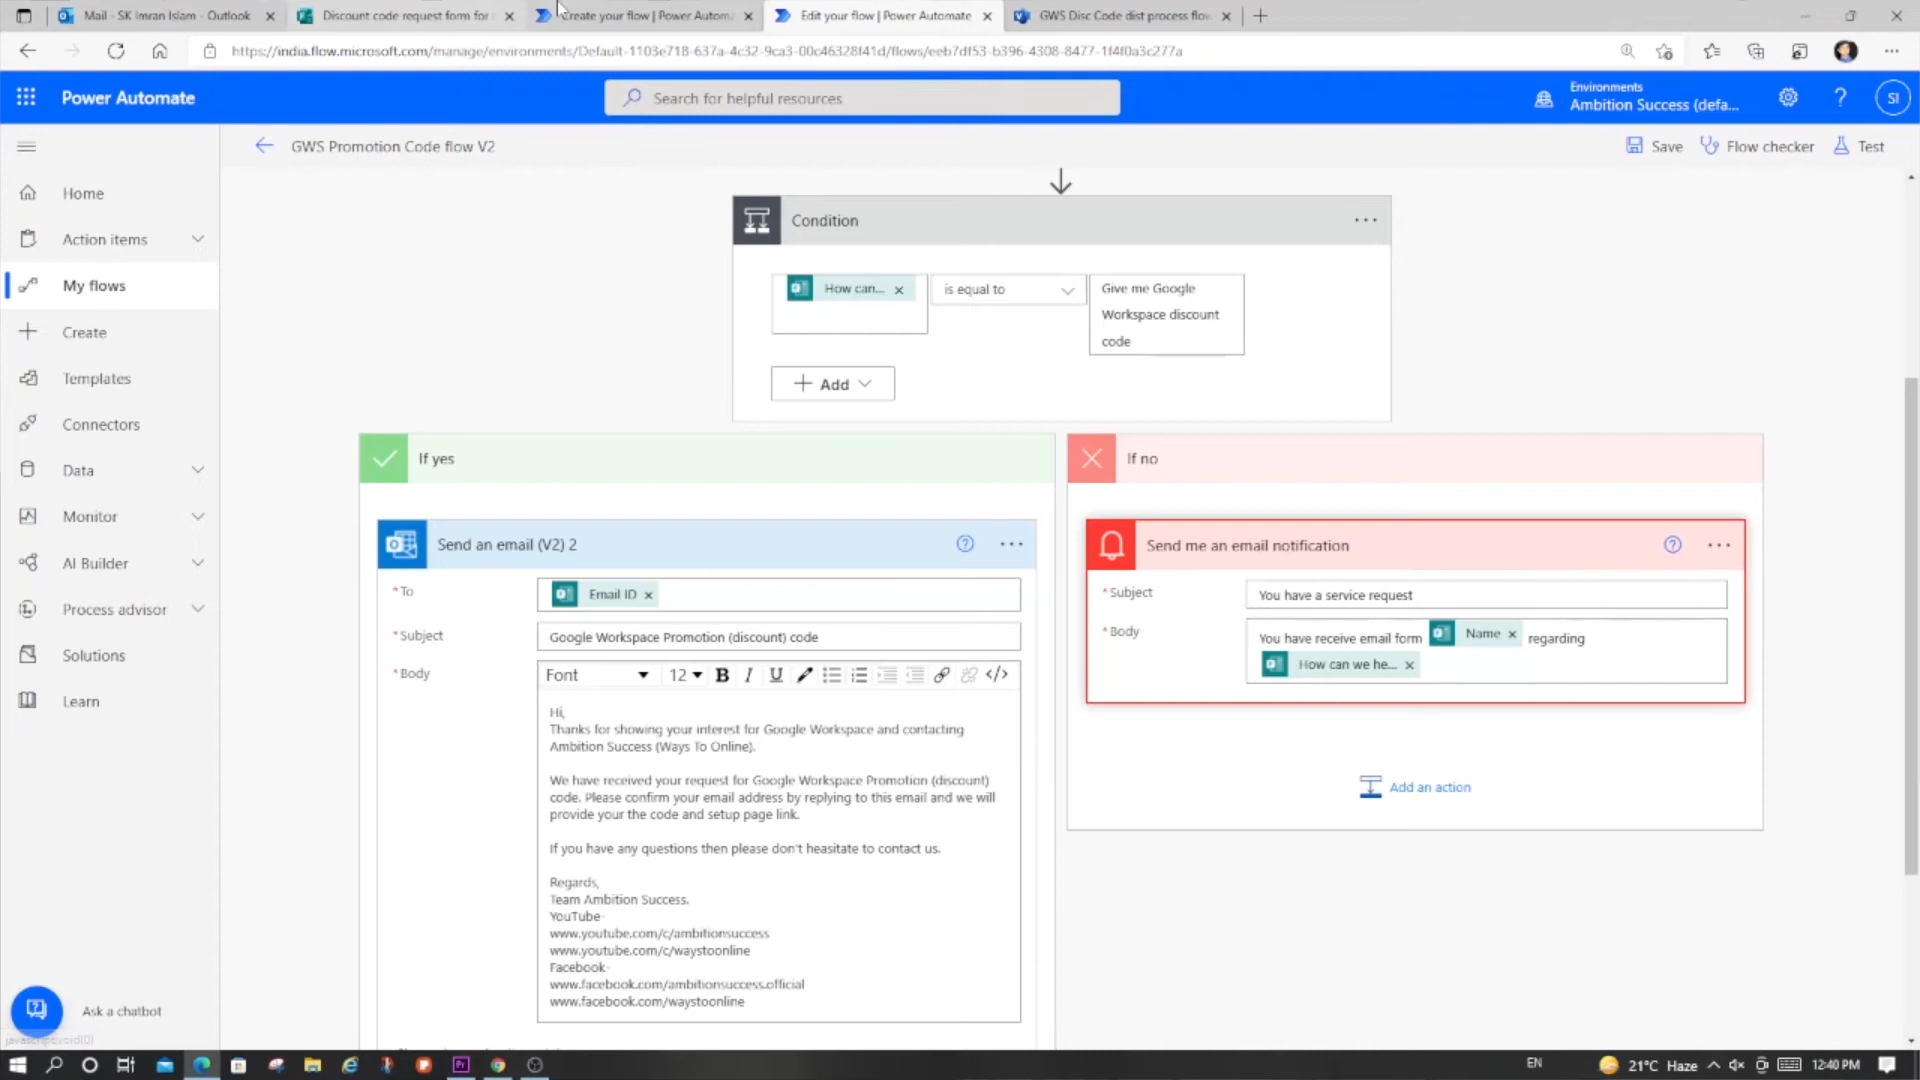 Mail - SK Imran Islam - Outlook
Discount code request form for
Create your flow | Power Autom
Edit your flow | Power Automate
GWS Disc Code dist process flow
https://india.flow.microsoft.com/manage/environments/Default-1103e718-637a-4c32-9ca3-00c46328f41d/flows/eeb7df53-b396-4308-8477-1f4f0a3c277a
Power Automate
Search for helpful resources
Environments
Ambition Success (defa...
SI
GWS Promotion Code flow V2
Save
Flow checker
Test
Home
Action items
My flows
Create
Templates
Connectors
Data
Monitor
AI Builder
Process advisor
Solutions
Learn
Ask a chatbot
javascript:void(0)
Condition
How can...
is equal to
Give me Google
Workspace discount
code
Add
If yes
Send an email (V2) 2
* To
Email ID
* Subject
Google Workspace Promotion (discount) code
* Body
Font
12
B I U </>
Hi,
Thanks for showing your interest for Google Workspace and contacting
Ambition Success (Ways To Online).
We have received your request for Google Workspace Promotion (discount)
code. Please confirm your email address by replying to this email and we will
provide your the code and setup page link.
If you have any questions then please don't heasitate to contact us.
Regards,
Team Ambition Success.
YouTube-
www.youtube.com/c/ambitionsuccess
www.youtube.com/c/waystoonline
Facebook-
www.facebook.com/ambitionsuccess.official
www.facebook.com/waystoonline
If no
Send me an email notification
* Subject
You have a service request
* Body
You have receive email form Name regarding
How can we he...
Add an action
EN
21°C Haze
12:40 PM